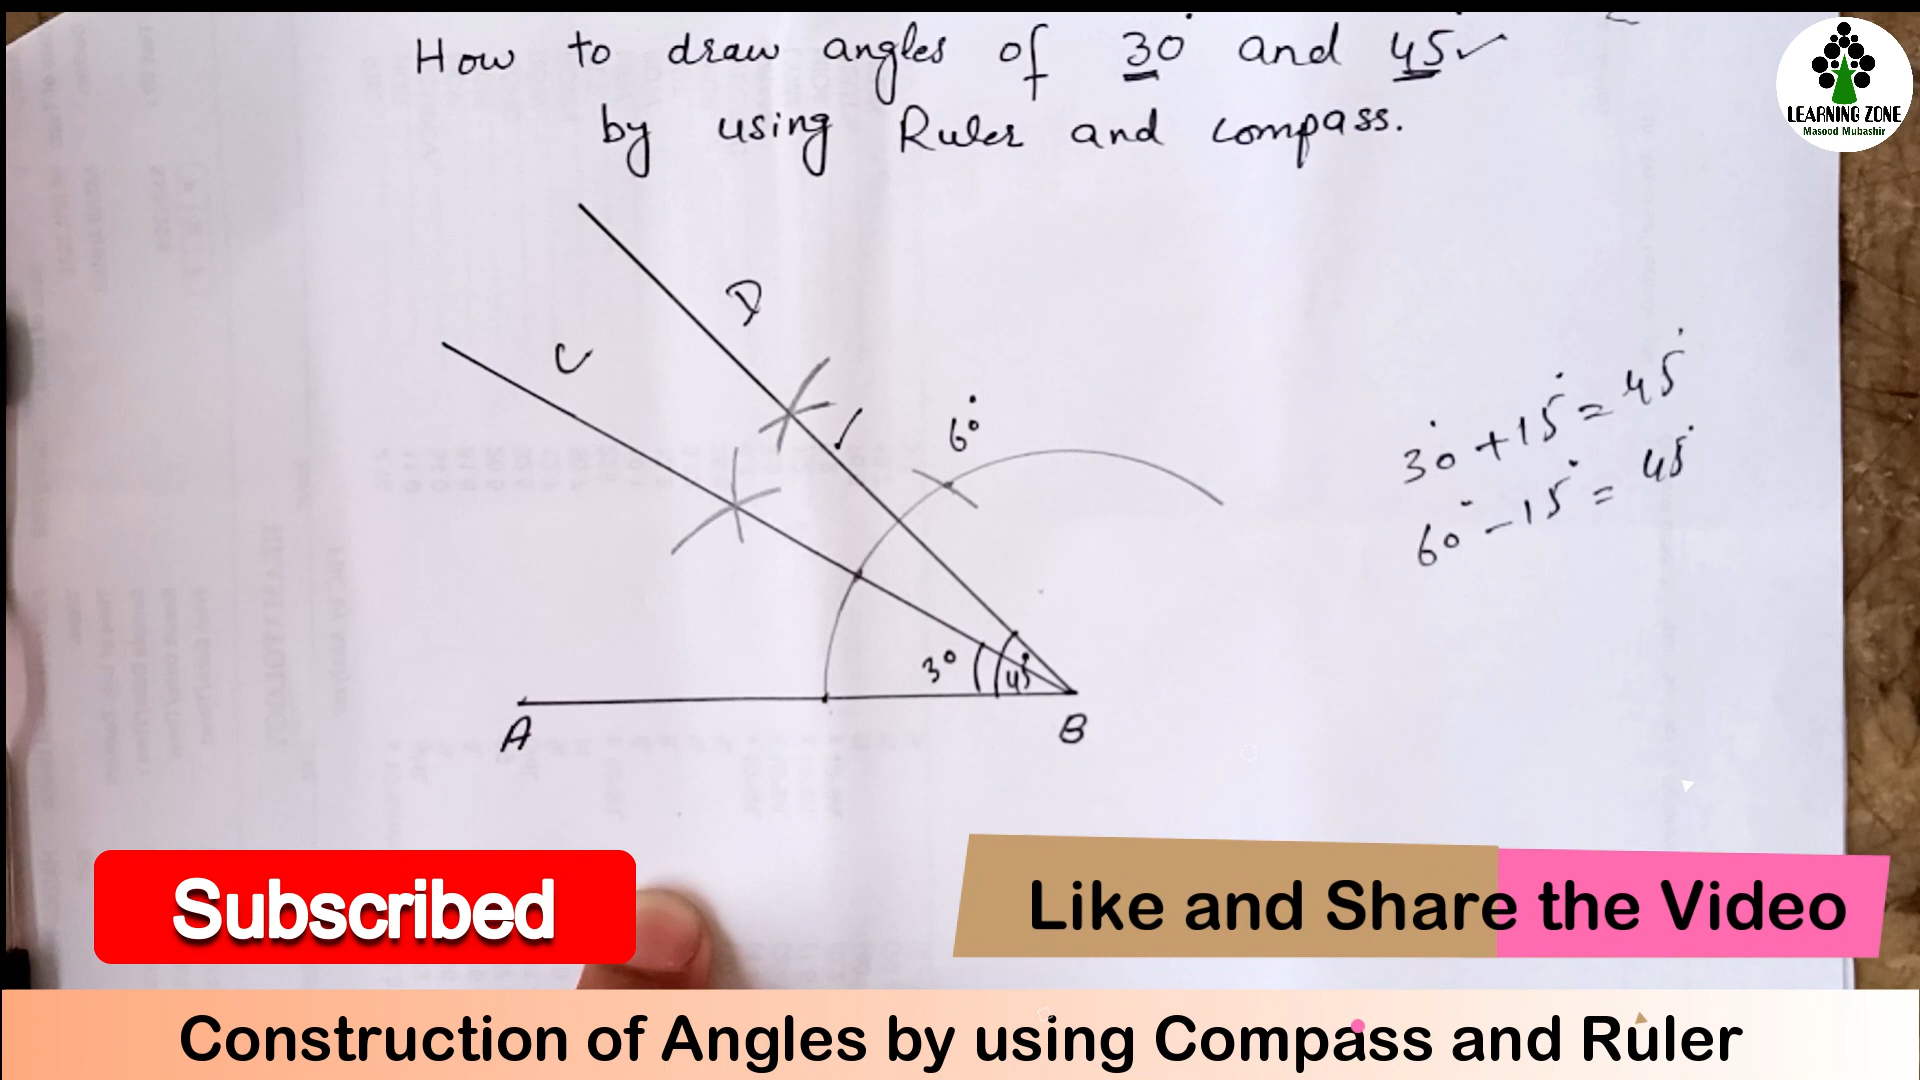 How to draw angles of 30° and 45°
by using Ruler and compass.
LEARNING ZONE
Masood Mubashir
D
C
60°
30° + 15° = 45°
60° - 15° = 45°
30
45°
A
B
Subscribed
Like and Share the Video
Construction of Angles by using Compass and Ruler